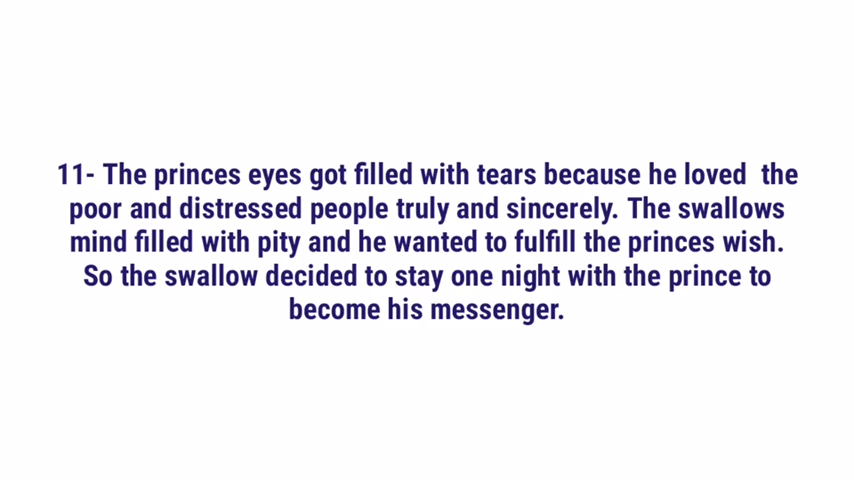 11- The princes eyes got filled with tears because he loved  the
poor and distressed people truly and sincerely. The swallows
mind filled with pity and he wanted to fulfill the princes wish.
So the swallow decided to stay one night with the prince to
become his messenger.